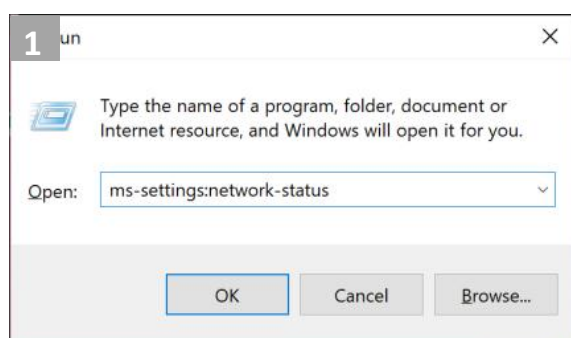 1 un
Type the name of a program, folder, document or
Internet resource, and Windows will open it for you.
Open: ms-settings:network-status
OK Cancel Browse...